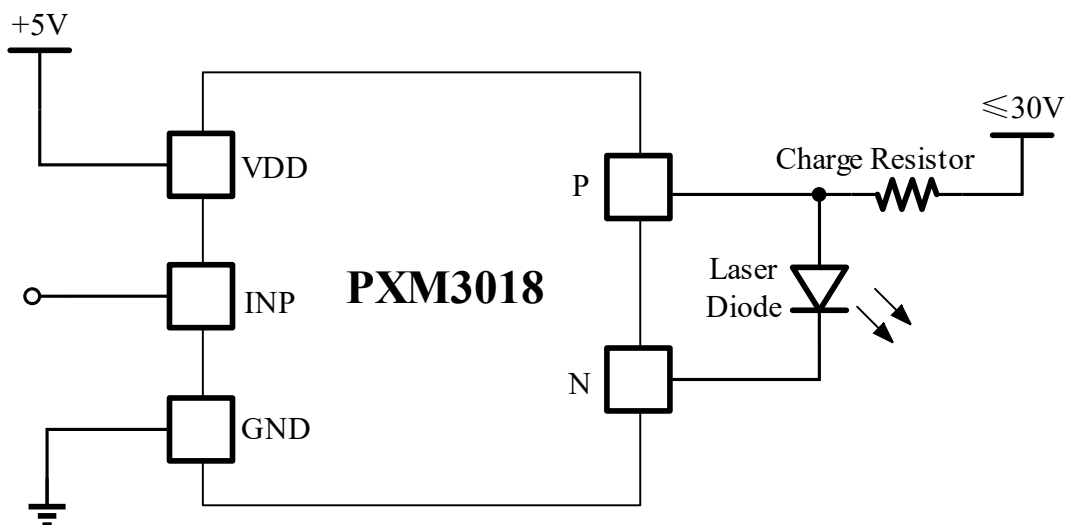 +5V
≤30V
Charge Resistor
VDD
P
PXM3018
Laser
Diode
INP
N
GND